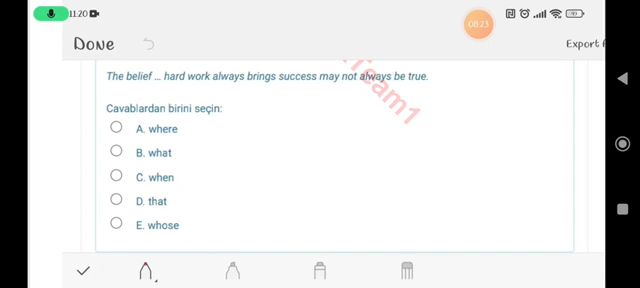 11:20
08:23
Done
Export
Team1
The belief ... hard work always brings success may not always be true.
Cavablardan birini seçin:
A. where
B. what
C. when
D. that
E. whose